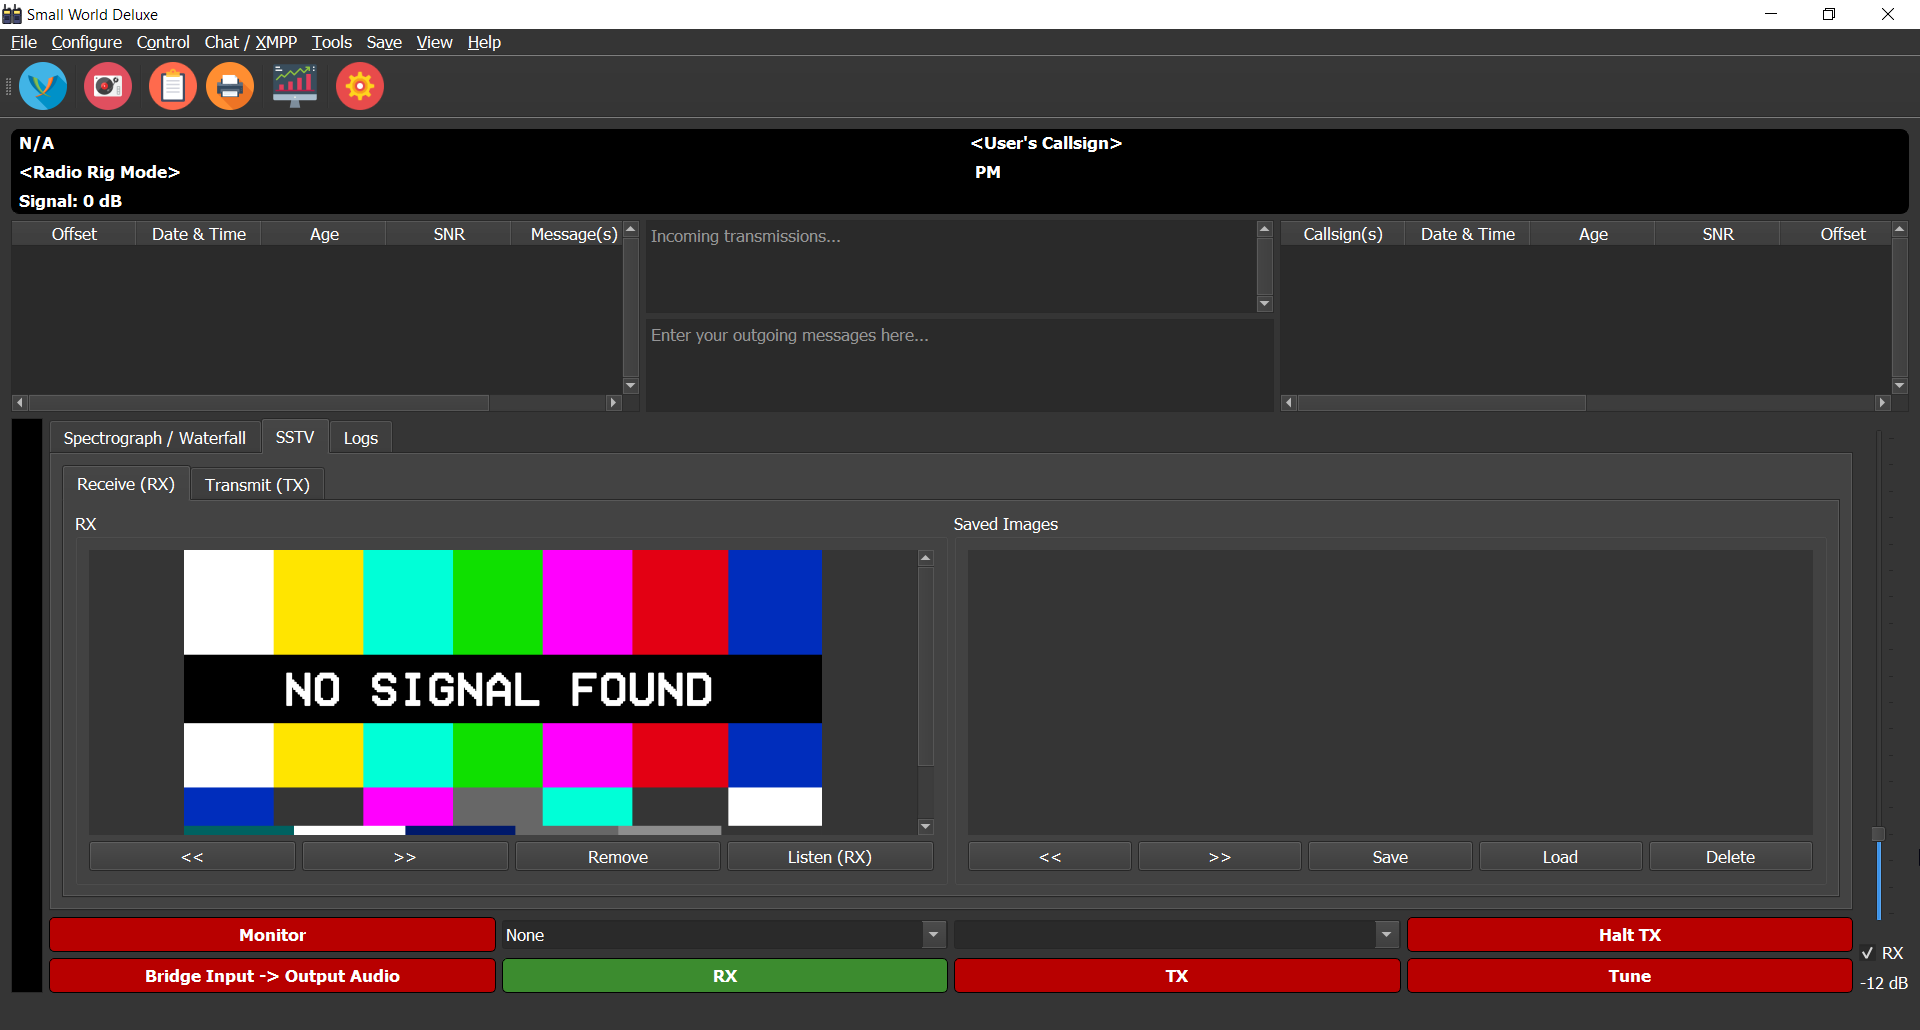 Small World Deluxe
File Configure Control Chat / XMPP Tools Save View Help
N/A
<User's Callsign>
<Radio Rig Mode>
PM
Signal: 0 dB
Offset Date & Time Age SNR Message(s)
Incoming transmissions...
Enter your outgoing messages here...
Callsign(s) Date & Time Age SNR Offset
Spectrograph / Waterfall SSTV Logs
Receive (RX) Transmit (TX)
RX
NO SIGNAL FOUND
<< >> Remove Listen (RX)
Saved Images
<< >> Save Load Delete
Monitor None Halt TX
Bridge Input -> Output Audio RX TX Tune
RX
-12 dB